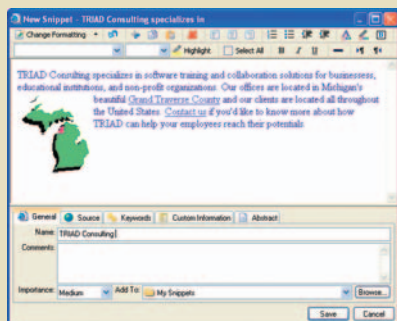 New Snippet - TRIAD Consulting specializes in
Change Formatting
Highlight Select All B I U
TRIAD Consulting specializes in software training and collaboration solutions for businesses,
educational institutions, and non-profit organizations. Our offices are located in Michigan's
beautiful Grand Traverse County and our clients are located all throughout
the United States. Contact us if you'd like to know more about how
TRIAD can help your employees reach their potentials.
General Source Keywords Custom Information Abstract
Name: TRIAD Consulting
Comments:
Importance: Medium Add To: My Snippets Browse...
Save Cancel